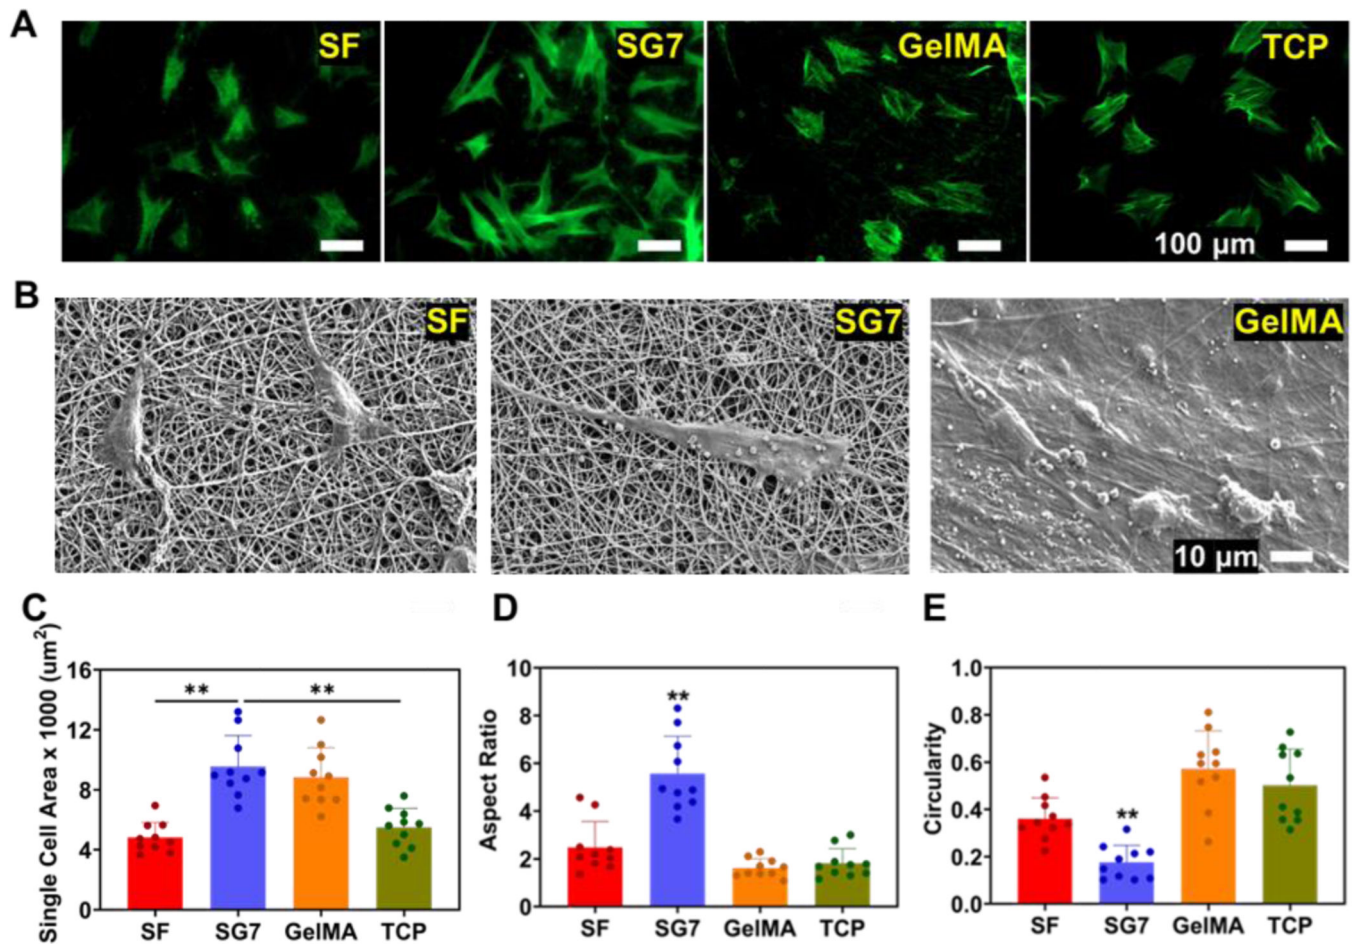 A
SF
SG7
GelMA
TCP
100 µm
B
SF
SG7
GelMA
10 µm
C
Single Cell Area x 1000 (um²)
16
12
8
4
0
**
**
SF
SG7
GelMA
TCP
D
Aspect Ratio
10
8
6
4
2
0
**
SF
SG7
GelMA
TCP
E
Circularity
1.0
0.8
0.6
0.4
0.2
0.0
**
SF
SG7
GelMA
TCP